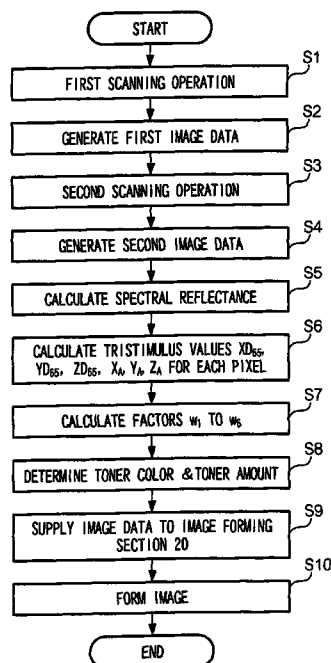 START
S1
FIRST SCANNING OPERATION
S2
GENERATE FIRST IMAGE DATA
S3
SECOND SCANNING OPERATION
S4
GENERATE SECOND IMAGE DATA
S5
CALCULATE SPECTRAL REFLECTANCE
S6
CALCULATE TRISTIMULUS VALUES XD65,
YD65, ZD65, XA, YA, ZA FOR EACH PIXEL
S7
CALCULATE FACTORS w1 TO w6
S8
DETERMINE TONER COLOR & TONER AMOUNT
S9
SUPPLY IMAGE DATA TO IMAGE FORMING
SECTION 20
S10
FORM IMAGE
END